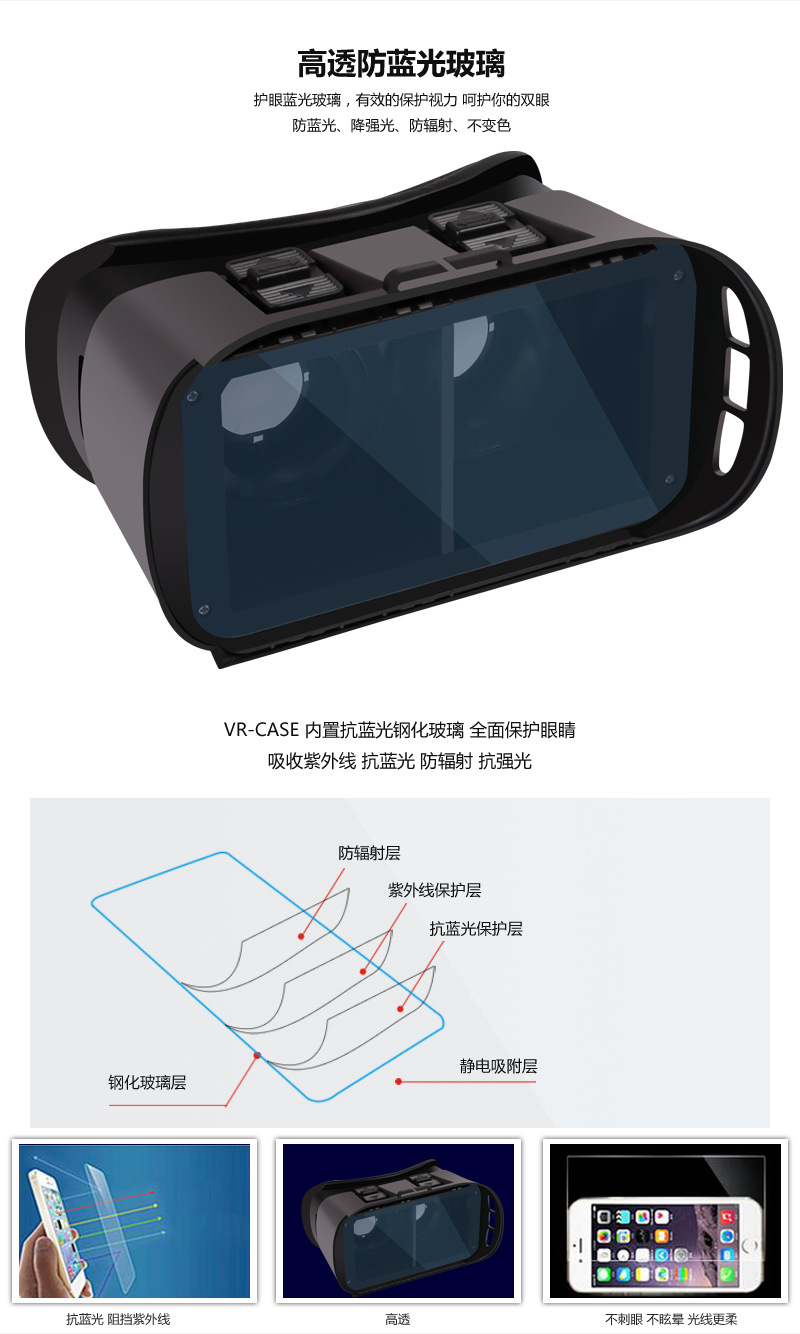 高透防蓝光玻璃
护眼蓝光玻璃，有效的保护视力 呵护你的双眼
防蓝光、降强光、防辐射、不变色
VR-CASE 内置抗蓝光钢化玻璃 全面保护眼睛
吸收紫外线 抗蓝光 防辐射 抗强光
防辐射层
紫外线保护层
抗蓝光保护层
静电吸附层
钢化玻璃层
抗蓝光 阻挡紫外线
高透
不刺眼 不眩晕 光线更柔